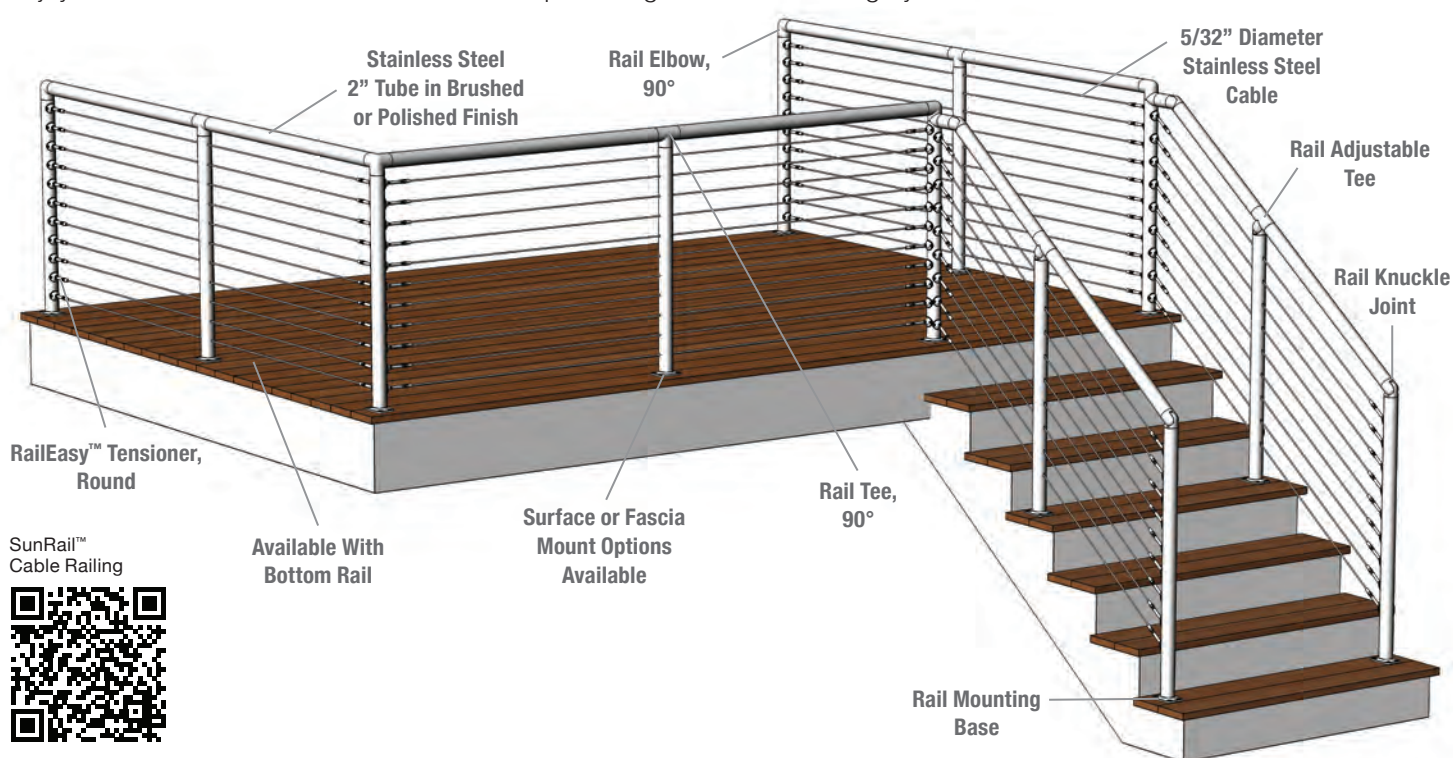 Stainless Steel
2” Tube in Brushed
or Polished Finish
Rail Elbow,
90°
5/32” Diameter
Stainless Steel
Cable
Rail Adjustable
Tee
Rail Knuckle
Joint
RailEasy™ Tensioner,
Round
Available With
Bottom Rail
Surface or Fascia
Mount Options
Available
Rail Tee,
90°
Rail Mounting
Base
SunRail™
Cable Railing